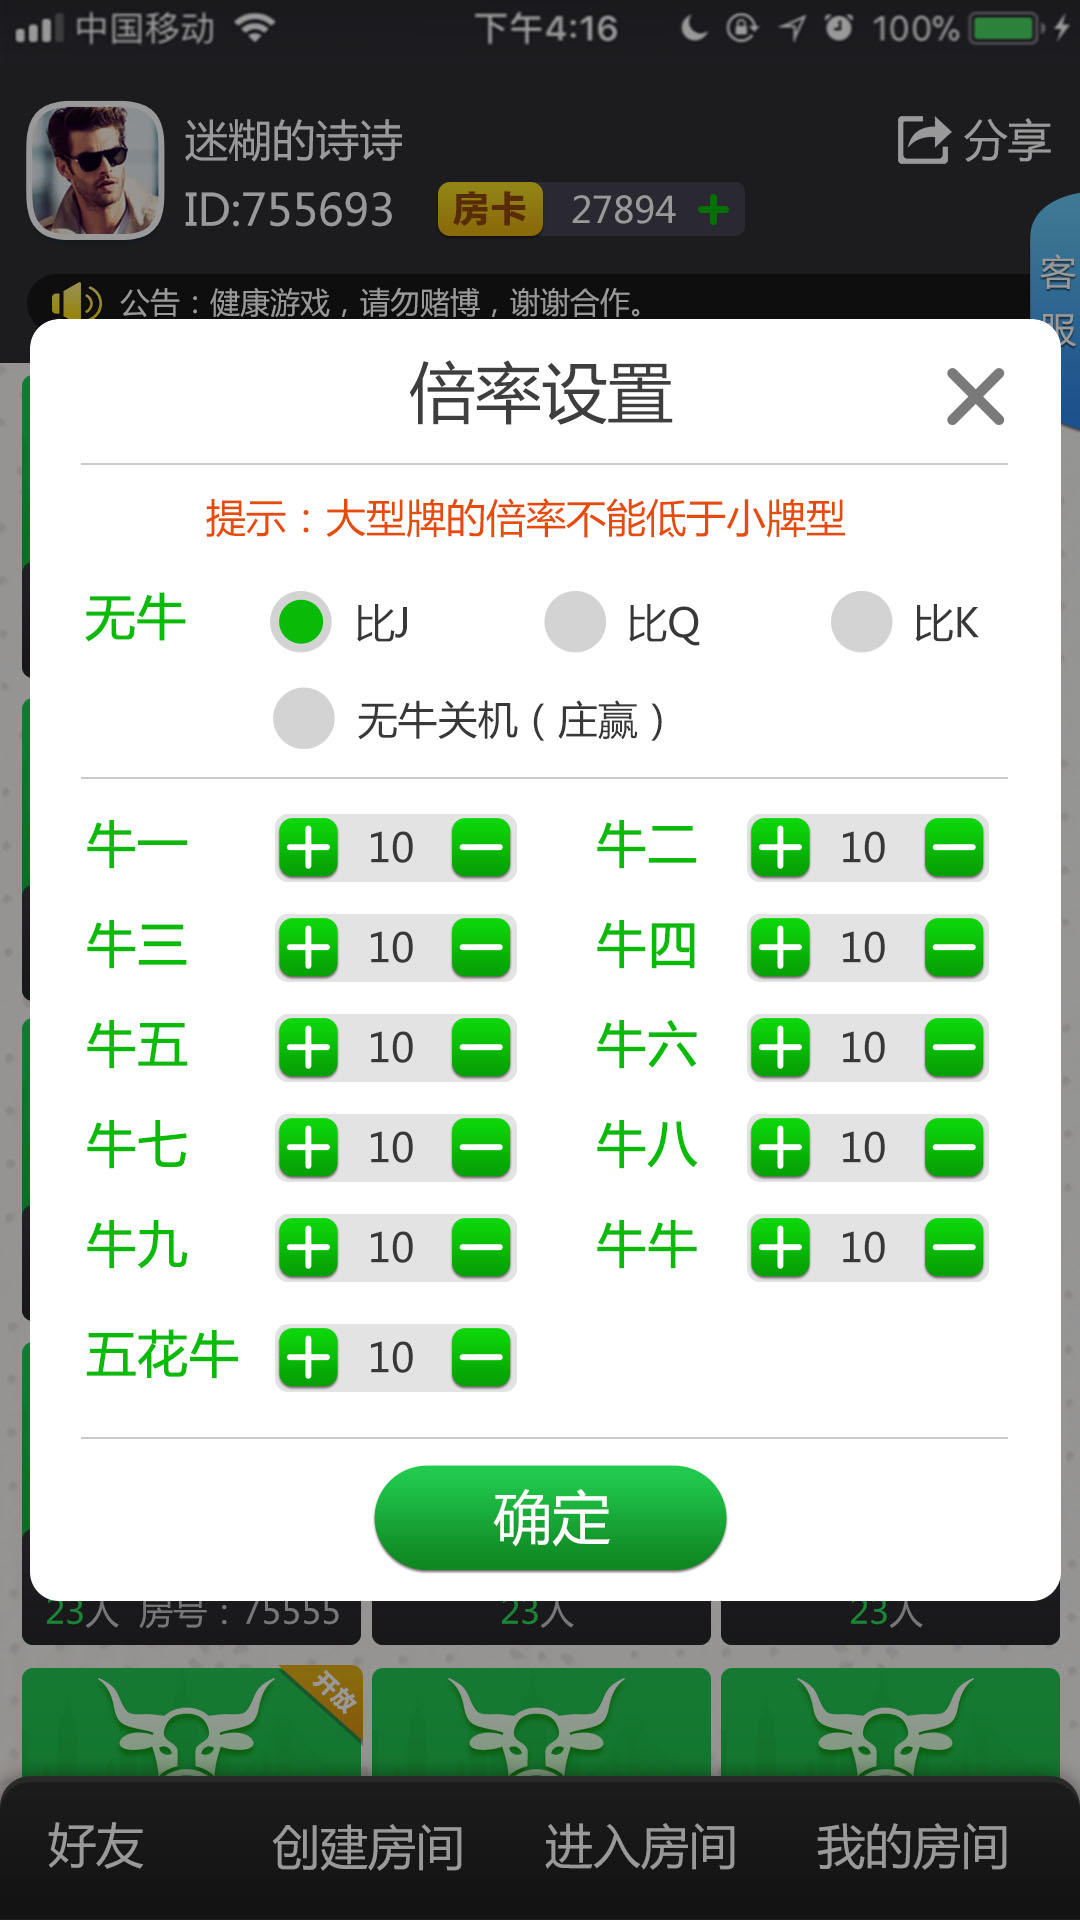 中国移动 下午4:16 100%
迷糊的诗诗 分享
ID:755693 房卡 27894
客服
公告：健康游戏，请勿赌博，谢谢合作。
倍率设置
提示：大型牌的倍率不能低于小牌型
无牛 比J 比Q 比K
无牛关机（庄赢）
牛一 10 牛二 10
牛三 10 牛四 10
牛五 10 牛六 10
牛七 10 牛八 10
牛九 10 牛牛 10
五花牛 10
确定
23人 房号：75555 23人 23人
开放
好友 创建房间 进入房间 我的房间